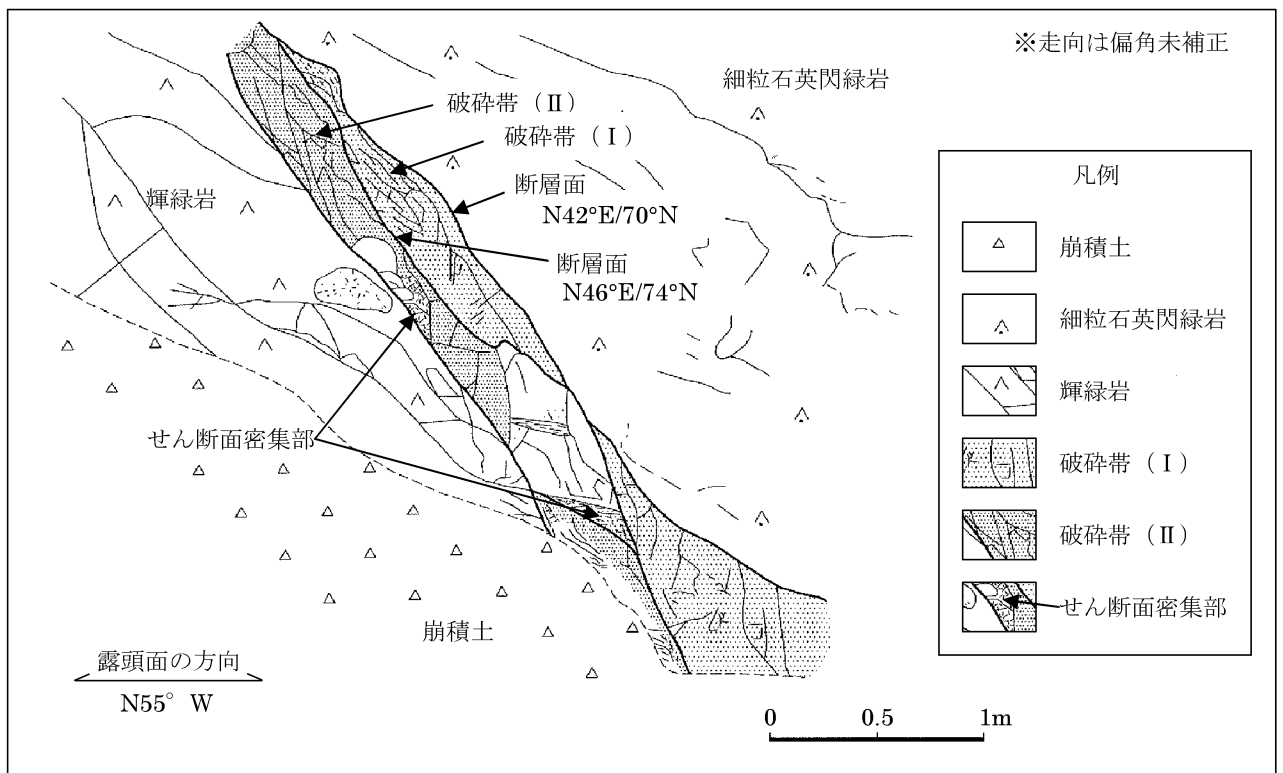 ※走向は偏角未補正
細粒石英閃緑岩
破砕帯（Ⅱ）
破砕帯（Ⅰ）
断層面
N42°E/70°N
断層面
N46°E/74°N
輝緑岩
せん断面密集部
崩積土
露頭面の方向
N55° W
0 0.5 1m
凡例
崩積土
細粒石英閃緑岩
輝緑岩
破砕帯（Ⅰ）
破砕帯（Ⅱ）
せん断面密集部